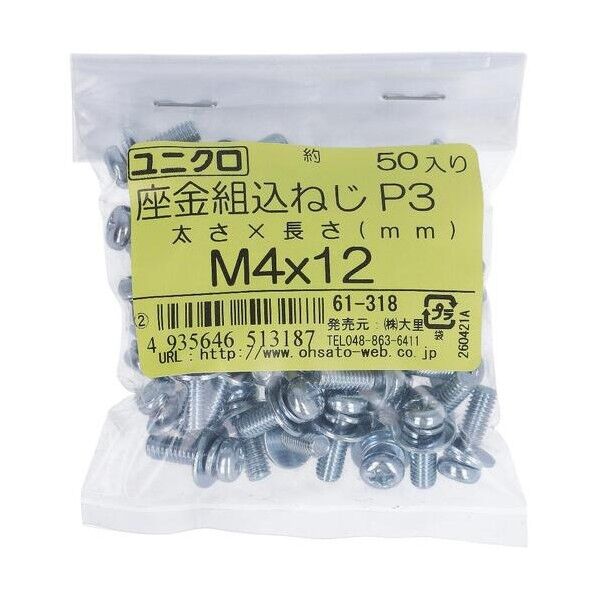 ユニクロ 約 50入り
座金組込ねじ P3
太さ×長さ(mm)
M4x12
② 61-318
発売元:㈱大里
TEL048-863-6411
4 935646 513187
URL: http://www.ohsato-web.co.jp
プラ
袋
260421A